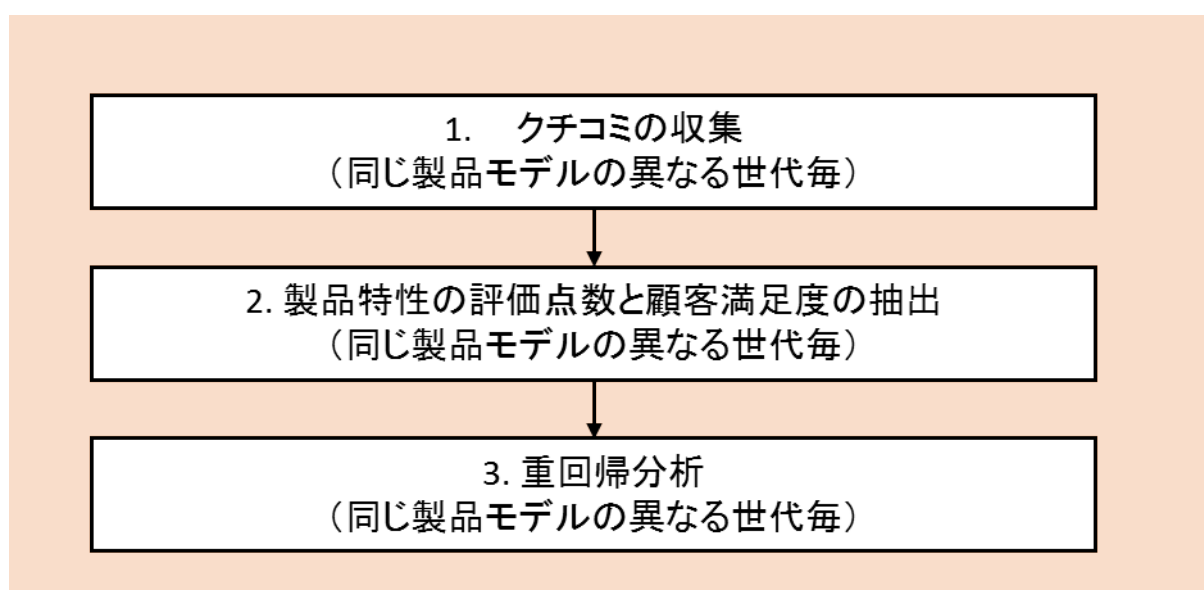 1. クチコミの収集
（同じ製品モデルの異なる世代毎）
2. 製品特性の評価点数と顧客満足度の抽出
（同じ製品モデルの異なる世代毎）
3. 重回帰分析
（同じ製品モデルの異なる世代毎）